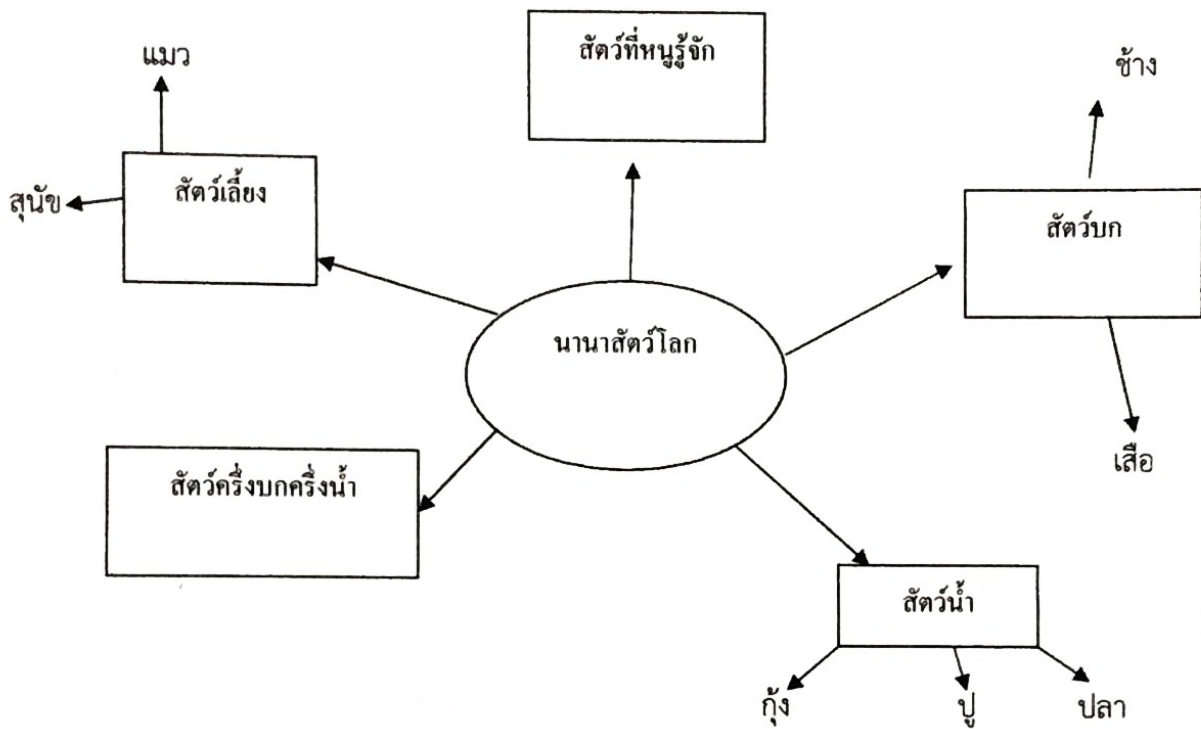 สัตว์ที่หนูรู้จัก
แมว
ช้าง
สัตว์เลี้ยง
สุนัข
สัตว์บก
นานาสัตว์โลก
เสือ
สัตว์ครึ่งบกครึ่งน้ำ
สัตว์น้ำ
กุ้ง
ปู
ปลา